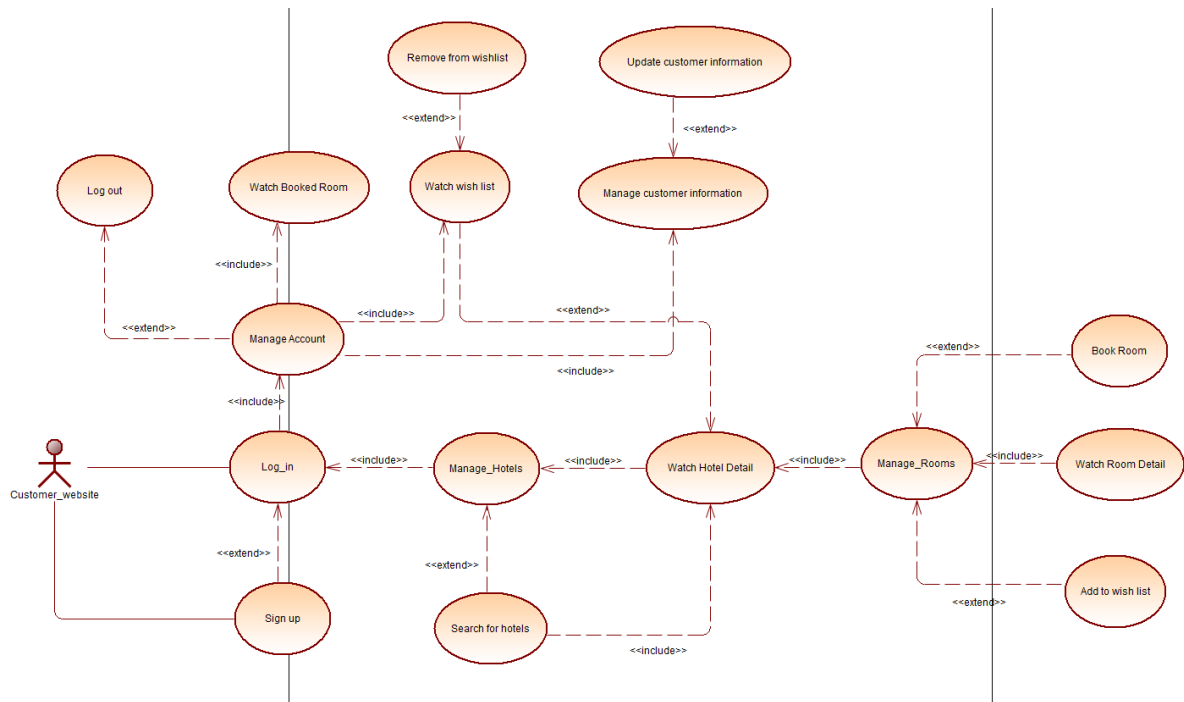 Remove from wishlist
Update customer information
<<extend>>
<<extend>>
Log out
Watch Booked Room
Watch wish list
Manage customer information
<<include>>
<<include>>
<<extend>>
<<extend>>
Manage Account
<<include>>
<<extend>>
Book Room
<<include>>
Log_in
<<include>>
Manage_Hotels
<<include>>
Watch Hotel Detail
<<include>>
Manage_Rooms
<<include>>
Watch Room Detail
Customer_website
<<extend>>
<<extend>>
Add to wish list
<<extend>>
Sign up
Search for hotels
<<include>>